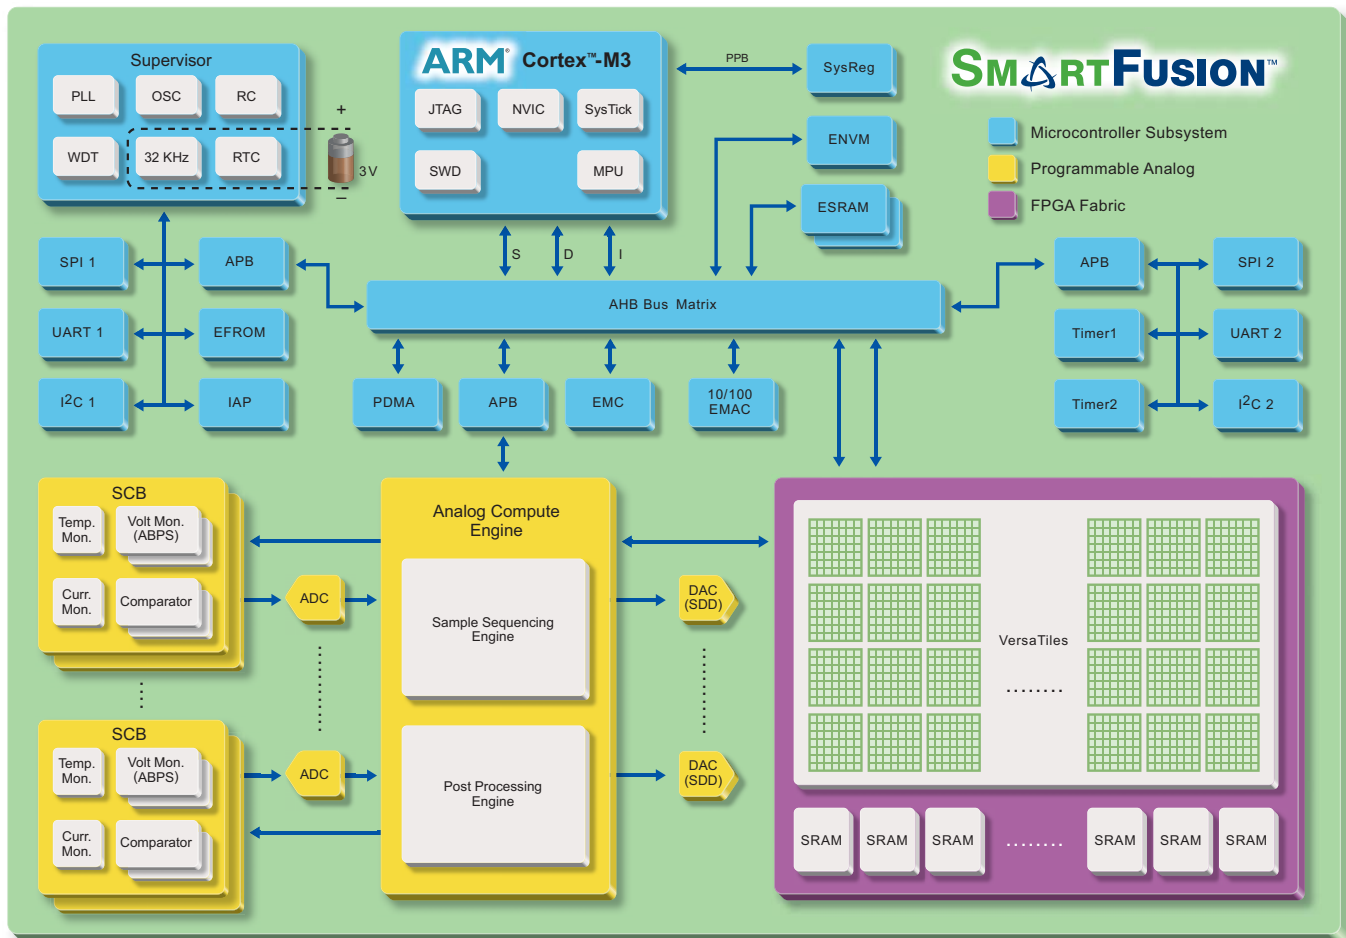 Supervisor
PLL
OSC
RC
WDT
32 KHz
RTC
+
3V
–
ARM® Cortex™-M3
JTAG
NVIC
SysTick
SWD
MPU
PPB
SysReg
ENVM
ESRAM
SMARTFUSION™
Microcontroller Subsystem
Programmable Analog
FPGA Fabric
S
D
I
SPI 1
APB
UART 1
EFROM
I²C 1
IAP
AHB Bus Matrix
APB
SPI 2
Timer1
UART 2
Timer2
I²C 2
PDMA
APB
EMC
10/100
EMAC
SCB
Temp.
Mon.
Volt Mon.
(ABPS)
Curr.
Mon.
Comparator
ADC
SCB
Temp.
Mon.
Volt Mon.
(ABPS)
Curr.
Mon.
Comparator
ADC
Analog Compute
Engine
Sample Sequencing
Engine
Post Processing
Engine
DAC
(SDD)
DAC
(SDD)
VersaTiles
........
SRAM
SRAM
SRAM
........
SRAM
SRAM
SRAM